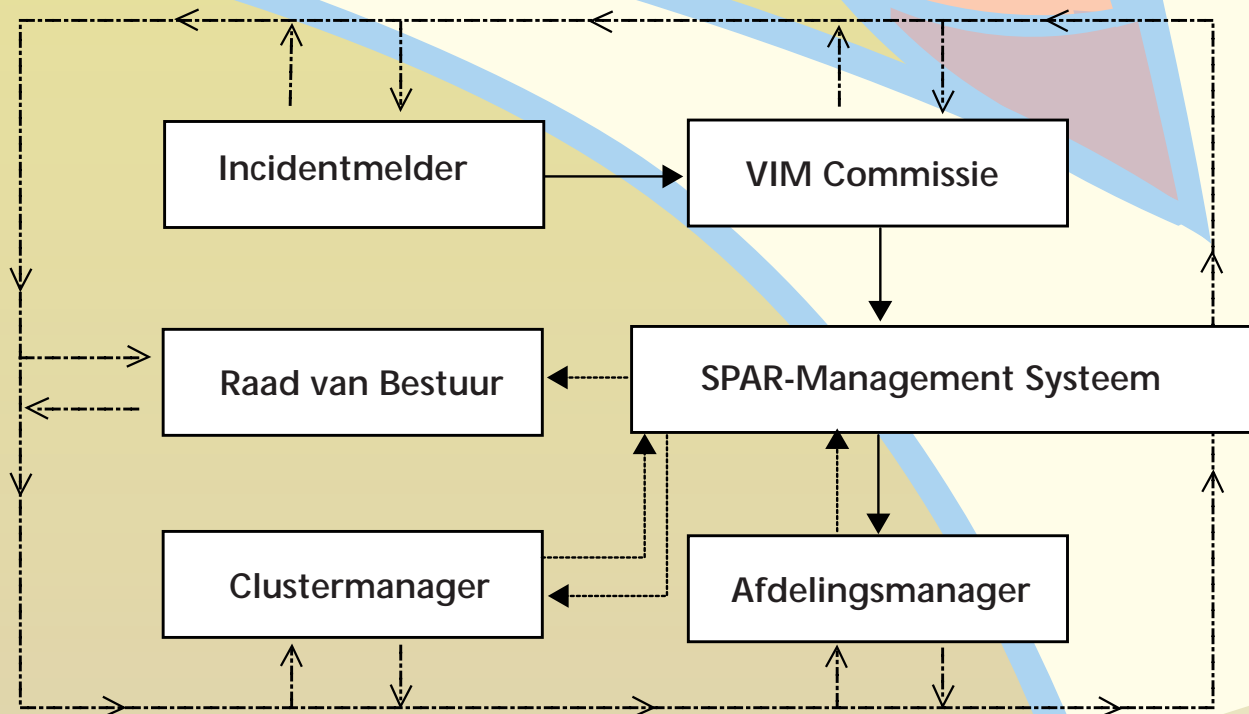 Incidentmelder
VIM Commissie
Raad van Bestuur
SPAR-Management Systeem
Clustermanager
Afdelingsmanager